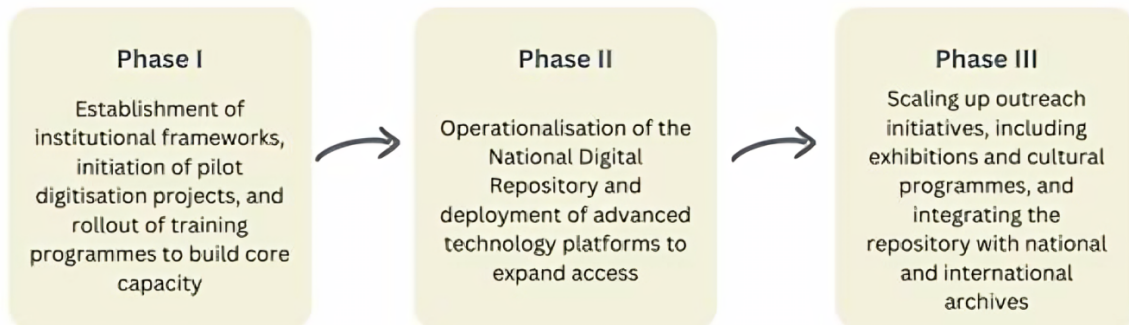 Phase I
Establishment of
institutional frameworks,
initiation of pilot
digitisation projects, and
rollout of training
programmes to build core
capacity
Phase II
Operationalisation of the
National Digital
Repository and
deployment of advanced
technology platforms to
expand access
Phase III
Scaling up outreach
initiatives, including
exhibitions and cultural
programmes, and
integrating the
repository with national
and international
archives